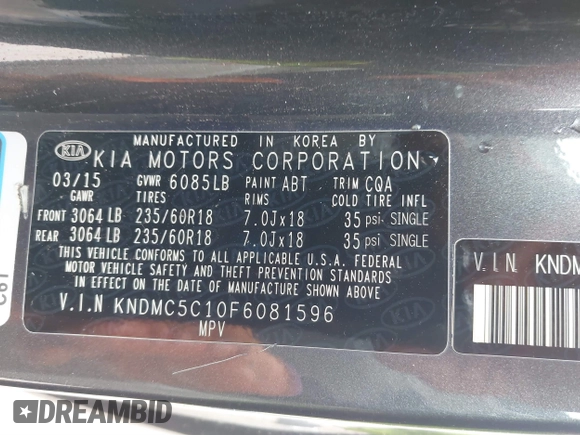 MANUFACTURED IN KOREA BY
KIA KIA MOTORS CORPORATION
03/15 GVWR 6085LB PAINT ABT TRIM CQA
GAWR TIRES RIMS COLD TIRE INFL
FRONT 3064 LB 235/60R18 7.0Jx18 35 psi SINGLE
REAR 3064 LB 235/60R18 7.0Jx18 35 psi SINGLE
THIS VEHICLE CONFORMS TO ALL APPLICABLE U.S.A. FEDERAL
MOTOR VEHICLE SAFETY AND THEFT PREVENTION STANDARDS
IN EFFECT ON THE DATE OF MANUFACTURE SHOWN ABOVE.
V.I.N KNDMC5C10F6081596
MPV
V.I.N. KNDM
C61
DREAMBID